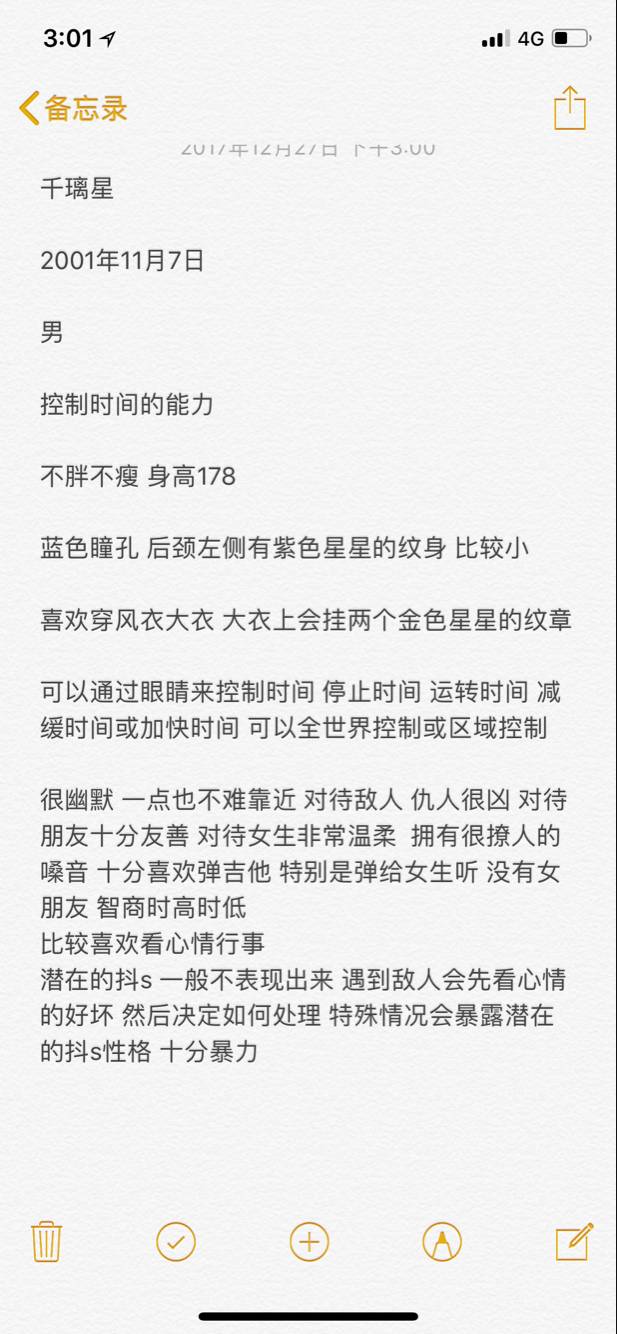 3:01
4G
备忘录
2017年12月27日 下午3:00
千璃星
2001年11月7日
男
控制时间的能力
不胖不瘦 身高178
蓝色瞳孔 后颈左侧有紫色星星的纹身 比较小
喜欢穿风衣大衣 大衣上会挂两个金色星星的纹章
可以通过眼睛来控制时间 停止时间 运转时间 减
缓时间或加快时间 可以全世界控制或区域控制
很幽默 一点也不难靠近 对待敌人 仇人很凶 对待
朋友十分友善 对待女生非常温柔  拥有很撩人的
嗓音 十分喜欢弹吉他 特别是弹给女生听 没有女
朋友 智商时高时低
比较喜欢看心情行事
潜在的抖s 一般不表现出来 遇到敌人会先看心情
的好坏 然后决定如何处理 特殊情况会暴露潜在
的抖s性格 十分暴力